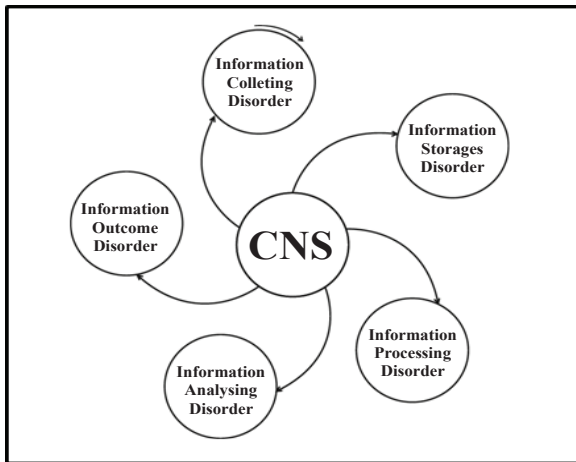 Information
Colleting
Disorder
Information
Storages
Disorder
Information
Outcome
Disorder
CNS
Information
Processing
Disorder
Information
Analysing
Disorder